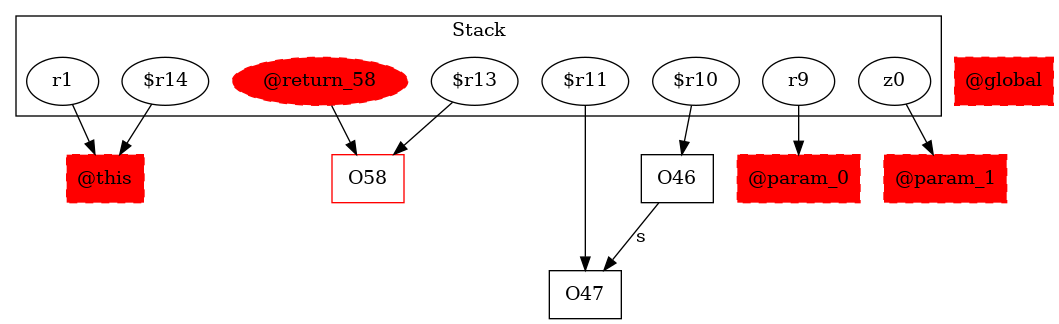 Stack
r1
$r14
@return_58
$r13
$r11
$r10
r9
z0
@global
@this
O58
O46
@param_0
@param_1
s
O47